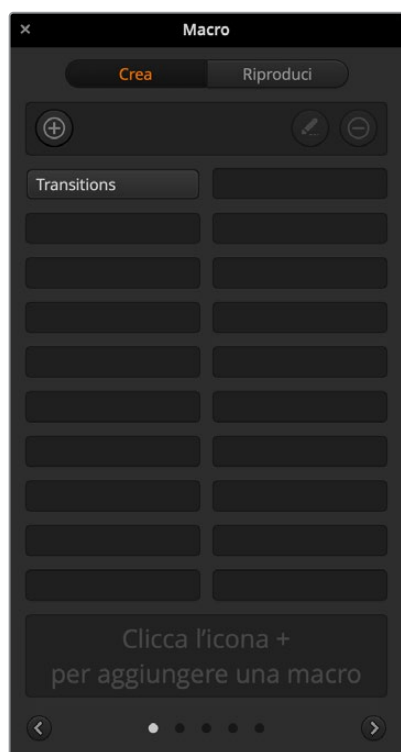 Macro
Crea
Riproduci
Transitions
Clicca l'icona +
per aggiungere una macro